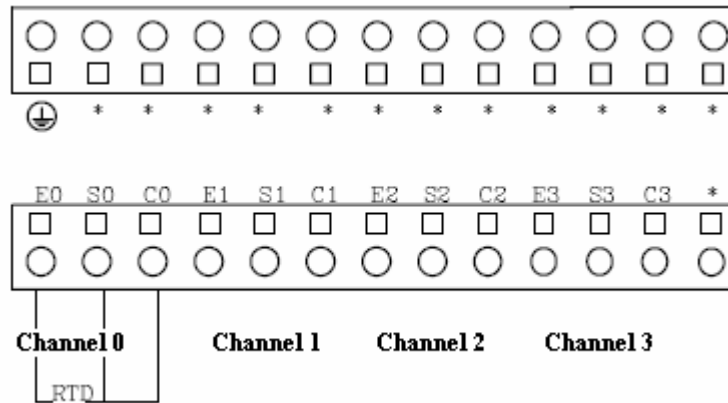 * * * * * * * * * * * *
E0 S0 C0 E1 S1 C1 E2 S2 C2 E3 S3 C3 *
Channel 0 Channel 1 Channel 2 Channel 3
RTD